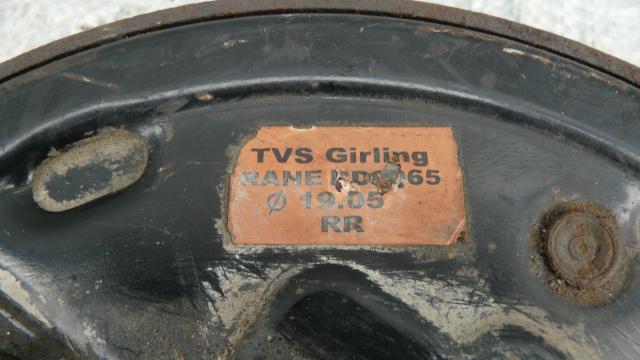 TVS Girling
RANE
Ø 19.05
RR